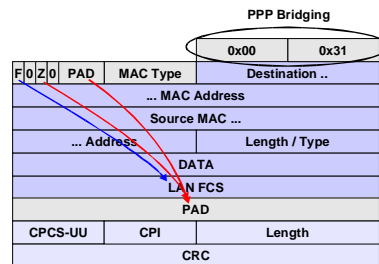 PPP Bridging
0x00 0x31
F 0 Z 0 PAD MAC Type Destination ..
... MAC Address
Source MAC ...
... Address Length / Type
DATA
LAN FCS
PAD
CPCS-UU CPI Length
CRC